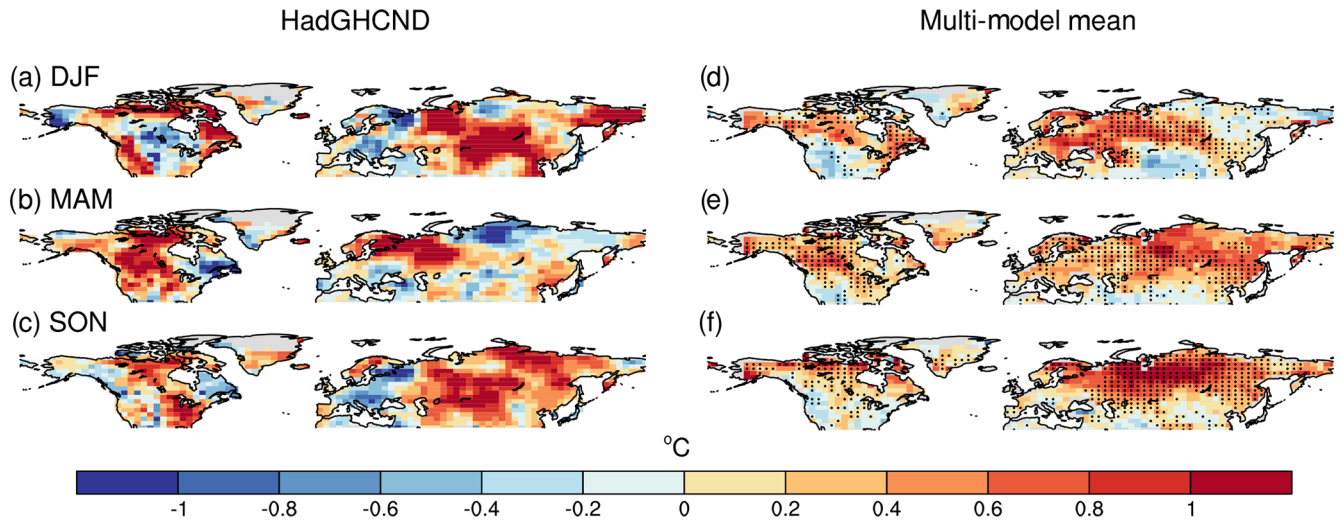 HadGHCND Multi-model mean
(a) DJF (d)
(b) MAM (e)
(c) SON (f)
°C
-1 -0.8 -0.6 -0.4 -0.2 0 0.2 0.4 0.6 0.8 1